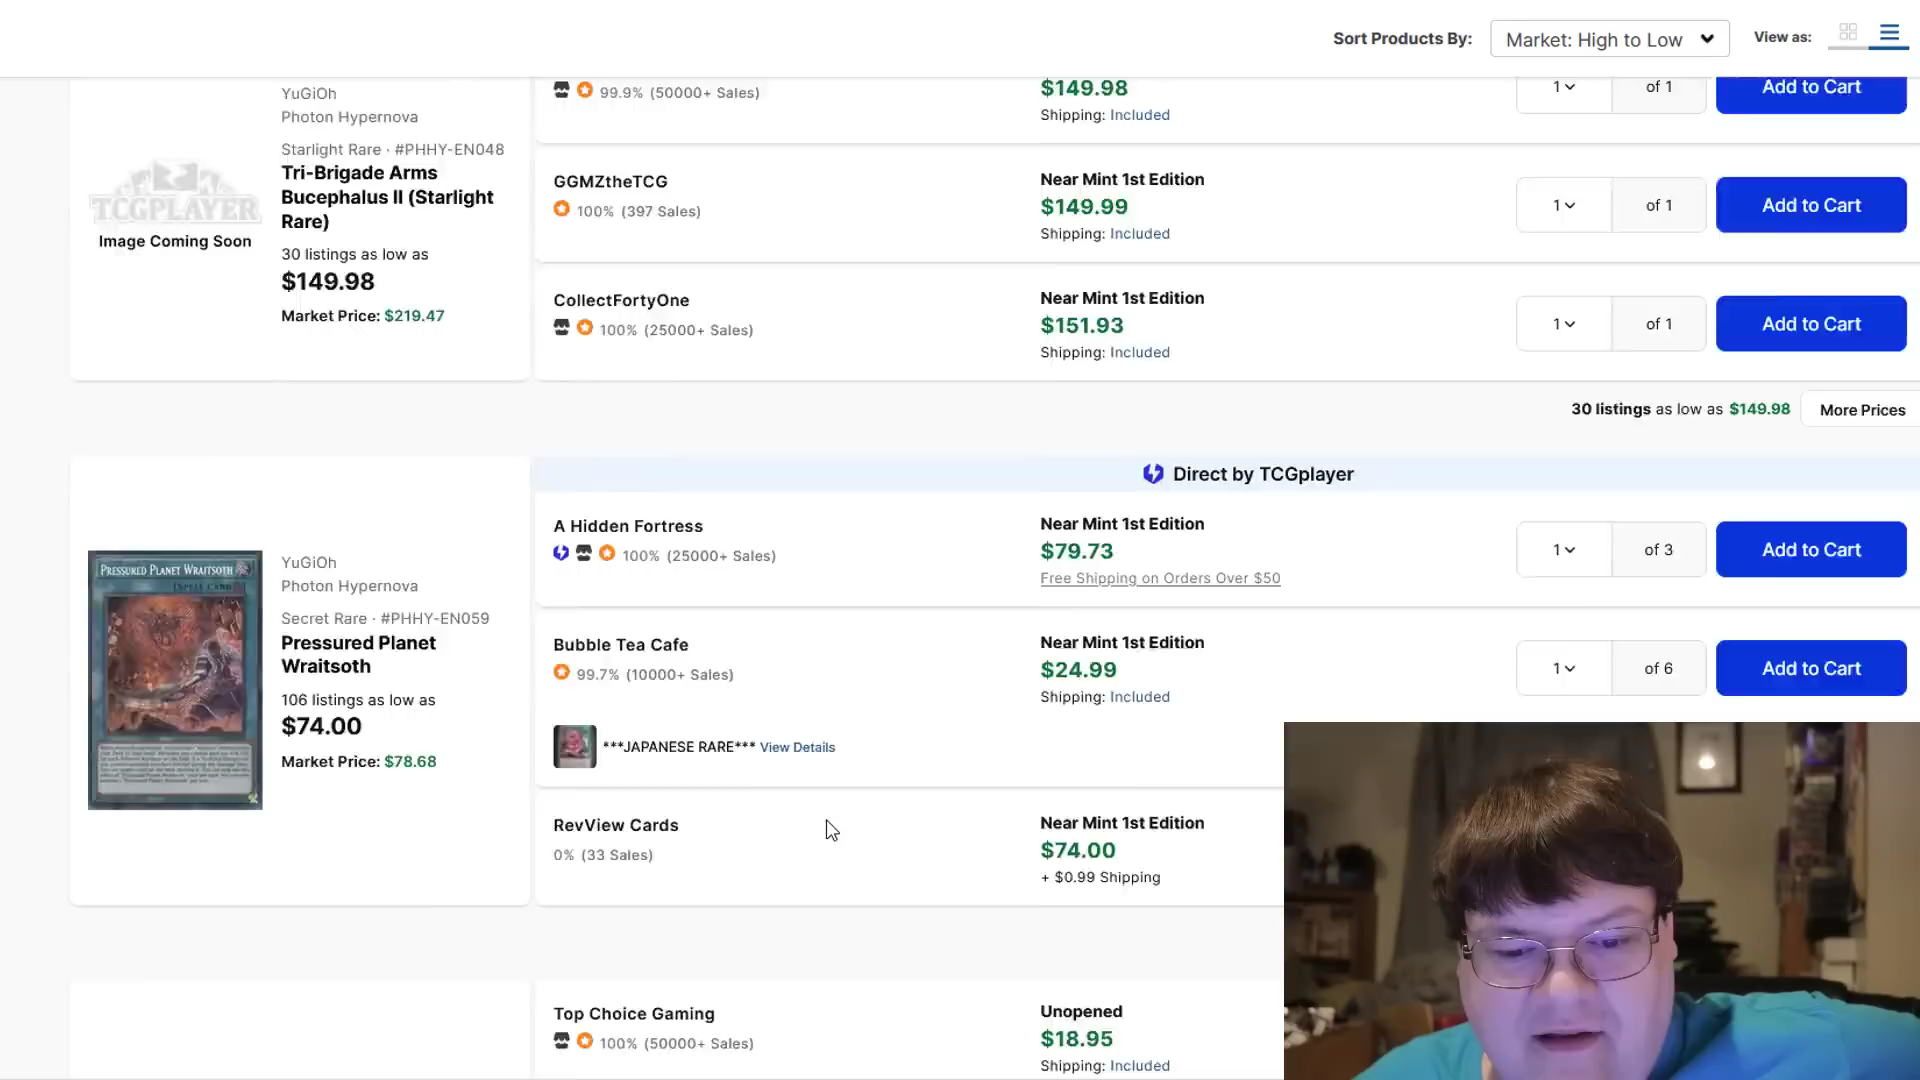 Sort Products By: Market: High to Low View as:
YuGiOh
Photon Hypernova
Starlight Rare · #PHHY-EN048
Tri-Brigade Arms
Bucephalus II (Starlight
Rare)
30 listings as low as
$149.98
Market Price: $219.47
TCGPLAYER
Image Coming Soon
99.9% (50000+ Sales)
$149.98
Shipping: Included
1 of 1 Add to Cart
GGMZtheTCG
100% (397 Sales)
Near Mint 1st Edition
$149.99
Shipping: Included
1 of 1 Add to Cart
CollectFortyOne
100% (25000+ Sales)
Near Mint 1st Edition
$151.93
Shipping: Included
1 of 1 Add to Cart
30 listings as low as $149.98 More Prices
PRESSURED PLANET WRAITSOTH
YuGiOh
Photon Hypernova
Secret Rare · #PHHY-EN059
Pressured Planet
Wraitsoth
106 listings as low as
$74.00
Market Price: $78.68
Direct by TCGplayer
A Hidden Fortress
100% (25000+ Sales)
Near Mint 1st Edition
$79.73
Free Shipping on Orders Over $50
1 of 3 Add to Cart
Bubble Tea Cafe
99.7% (10000+ Sales)
Near Mint 1st Edition
$24.99
Shipping: Included
1 of 6 Add to Cart
***JAPANESE RARE*** View Details
RevView Cards
0% (33 Sales)
Near Mint 1st Edition
$74.00
+ $0.99 Shipping
Top Choice Gaming
100% (50000+ Sales)
Unopened
$18.95
Shipping: Included